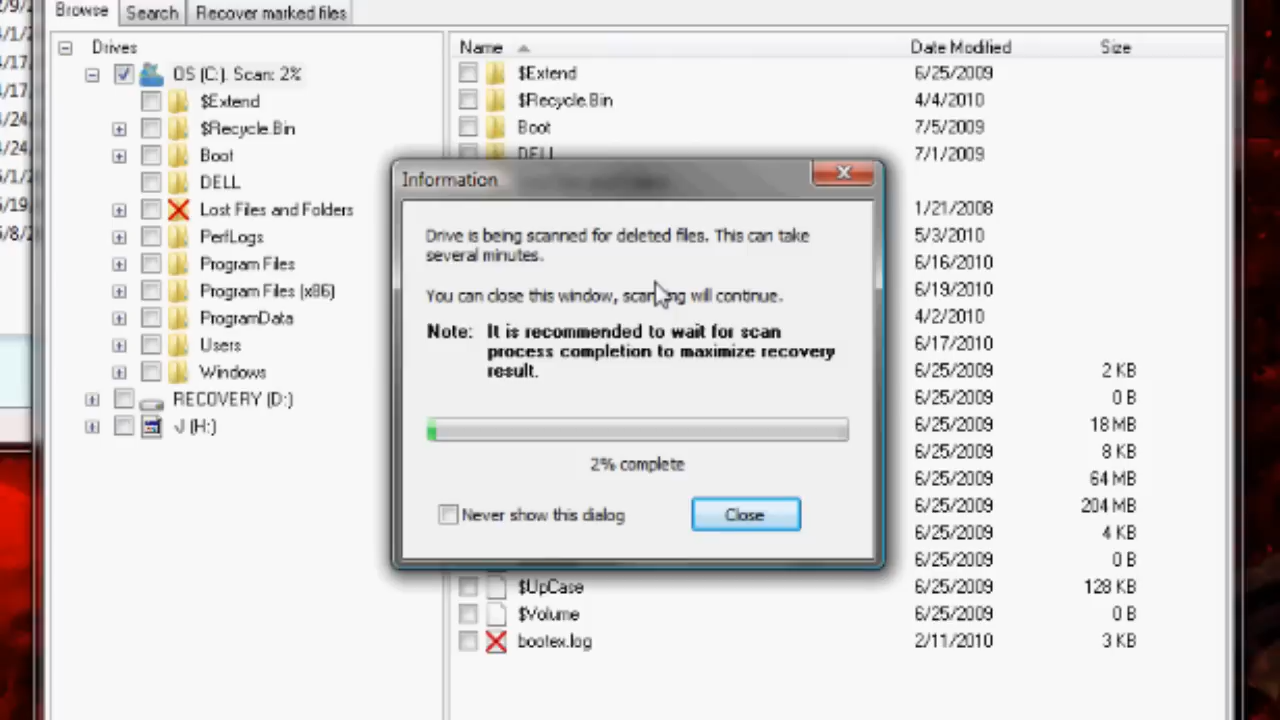 Browse Search Recover marked files
Drives
OS (C:). Scan: 2%
$Extend
$Recycle.Bin
Boot
DELL
Lost Files and Folders
PerfLogs
Program Files
Program Files (x86)
ProgramData
Users
Windows
RECOVERY (D:)
J (H:)
Name Date Modified Size
$Extend 6/25/2009
$Recycle.Bin 4/4/2010
Boot 7/5/2009
DELL 7/1/2009
1/21/2008
5/3/2010
6/16/2010
6/19/2010
4/2/2010
6/17/2010
6/25/2009 2 KB
6/25/2009 0 B
6/25/2009 18 MB
6/25/2009 8 KB
6/25/2009 64 MB
6/25/2009 204 MB
6/25/2009 4 KB
6/25/2009 0 B
$UpCase 6/25/2009 128 KB
$Volume 6/25/2009 0 B
bootex.log 2/11/2010 3 KB
Information
Drive is being scanned for deleted files. This can take
several minutes.
You can close this window, scanning will continue.
Note: It is recommended to wait for scan
process completion to maximize recovery
result.
2% complete
Never show this dialog
Close